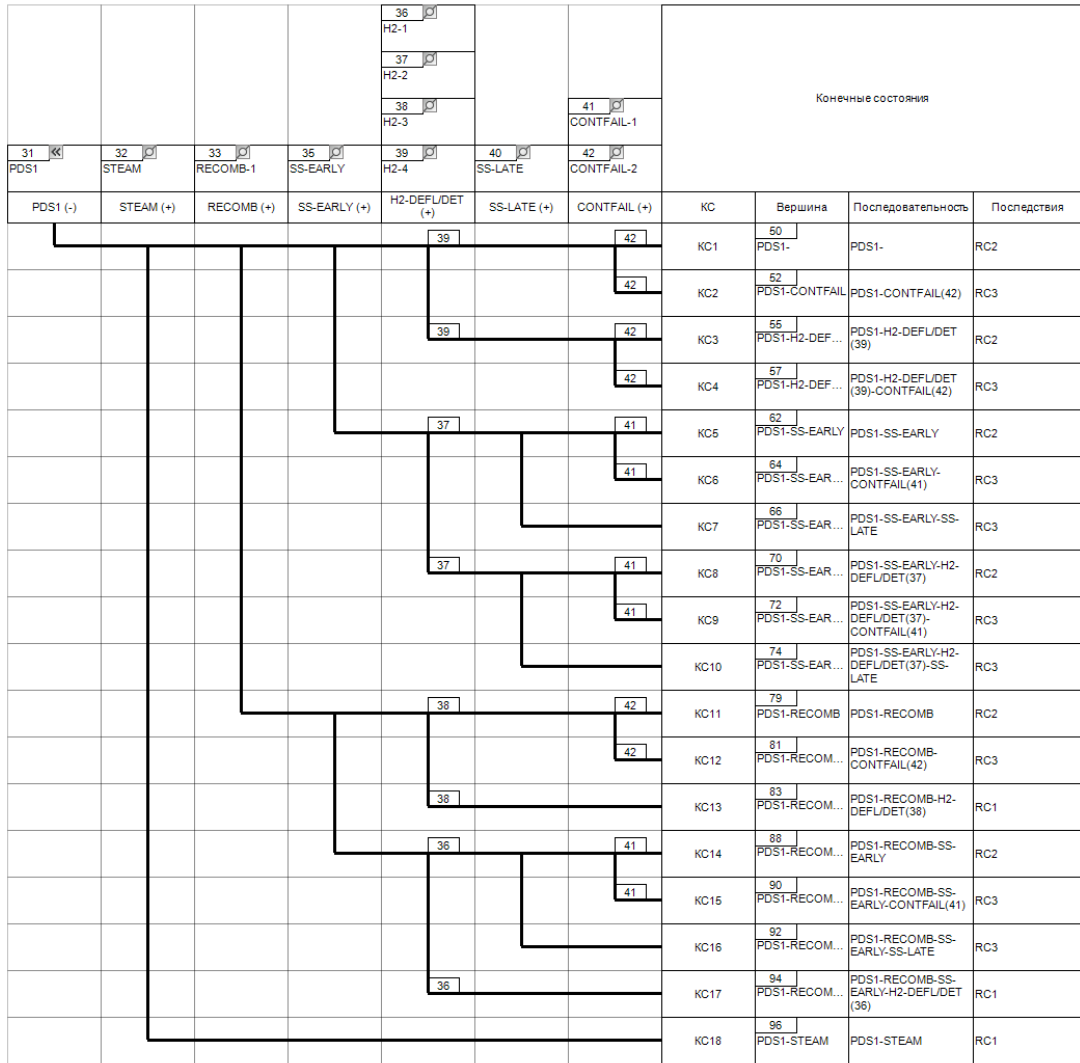 36
H2-1
37
H2-2
38
H2-3
41
CONTFAIL-1
Конечные состояния
31
PDS1
32
STEAM
33
RECOMB-1
35
SS-EARLY
39
H2-4
40
SS-LATE
42
CONTFAIL-2
PDS1 (-)
STEAM (+)
RECOMB (+)
SS-EARLY (+)
H2-DEFL/DET
(+)
SS-LATE (+)
CONTFAIL (+)
КС
Вершина
Последовательность
Последствия
39
42
КС1
50
PDS1-
PDS1-
RC2
42
КС2
52
PDS1-CONTFAIL
PDS1-CONTFAIL(42)
RC3
39
42
КС3
55
PDS1-H2-DEF...
PDS1-H2-DEFL/DET
(39)
RC2
42
КС4
57
PDS1-H2-DEF...
PDS1-H2-DEFL/DET
(39)-CONTFAIL(42)
RC3
37
41
КС5
62
PDS1-SS-EARLY
PDS1-SS-EARLY
RC2
41
КС6
64
PDS1-SS-EAR...
PDS1-SS-EARLY-
CONTFAIL(41)
RC3
КС7
66
PDS1-SS-EAR...
PDS1-SS-EARLY-SS-
LATE
RC3
37
41
КС8
70
PDS1-SS-EAR...
PDS1-SS-EARLY-H2-
DEFL/DET(37)
RC2
41
КС9
72
PDS1-SS-EAR...
PDS1-SS-EARLY-H2-
DEFL/DET(37)-
CONTFAIL(41)
RC3
КС10
74
PDS1-SS-EAR...
PDS1-SS-EARLY-H2-
DEFL/DET(37)-SS-
LATE
RC3
38
42
КС11
79
PDS1-RECOMB
PDS1-RECOMB
RC2
42
КС12
81
PDS1-RECOM...
PDS1-RECOMB-
CONTFAIL(42)
RC3
38
КС13
83
PDS1-RECOM...
PDS1-RECOMB-H2-
DEFL/DET(38)
RC1
36
41
КС14
88
PDS1-RECOM...
PDS1-RECOMB-SS-
EARLY
RC2
41
КС15
90
PDS1-RECOM...
PDS1-RECOMB-SS-
EARLY-CONTFAIL(41)
RC3
КС16
92
PDS1-RECOM...
PDS1-RECOMB-SS-
EARLY-SS-LATE
RC3
36
КС17
94
PDS1-RECOM...
PDS1-RECOMB-SS-
EARLY-H2-DEFL/DET
(36)
RC1
КС18
96
PDS1-STEAM
PDS1-STEAM
RC1